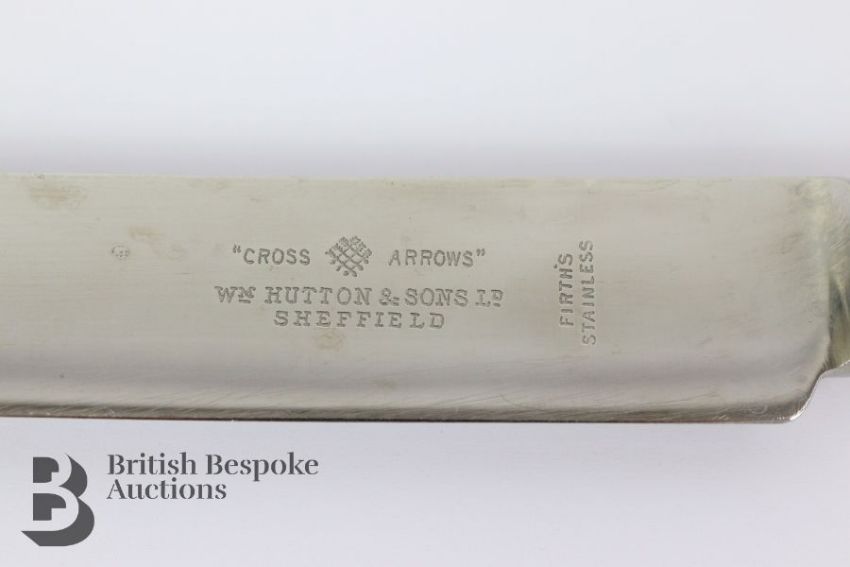 "CROSS ARROWS"
WM HUTTON & SONS LD
SHEFFIELD
FIRTH'S
STAINLESS
British Bespoke
Auctions